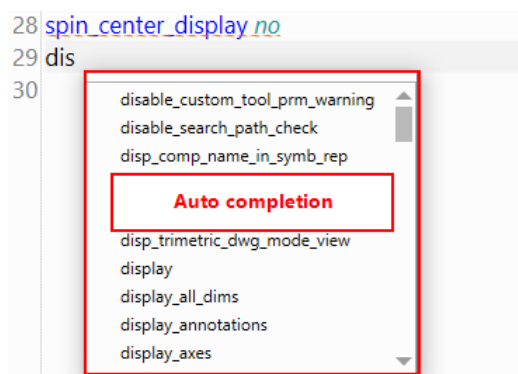 28 spin_center_display no
29 dis
30
disable_custom_tool_prm_warning
disable_search_path_check
disp_comp_name_in_symb_rep
Auto completion
disp_trimetric_dwg_mode_view
display
display_all_dims
display_annotations
display_axes